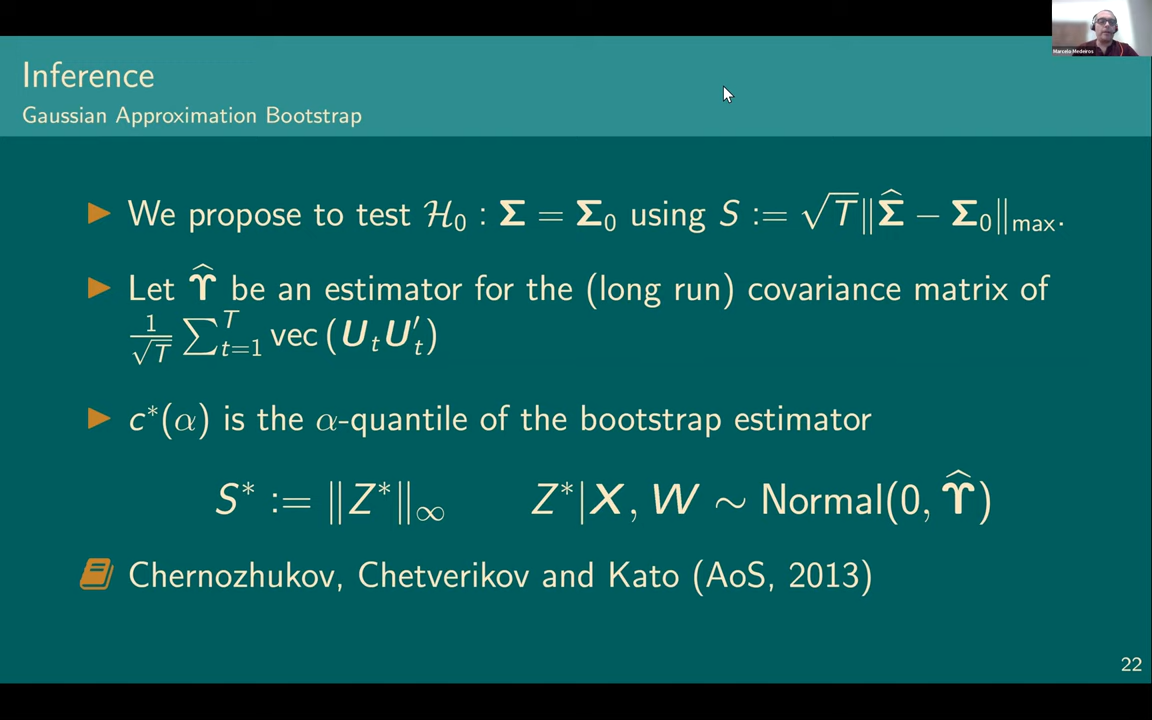 Marcelo Medeiros
Inference
Gaussian Approximation Bootstrap
We propose to test 𝓗₀ : 𝚺 = 𝚺₀ using S := √T‖𝚺̂ − 𝚺₀‖max.
Let 𝚼̂ be an estimator for the (long run) covariance matrix of
1/√T ∑ᵀₜ₌₁ vec (𝑼ₜ𝑼′ₜ)
c*(α) is the α-quantile of the bootstrap estimator
S* := ‖Z*‖∞ Z*|𝑿, 𝑾 ∼ Normal(0, 𝚼̂)
Chernozhukov, Chetverikov and Kato (AoS, 2013)
22